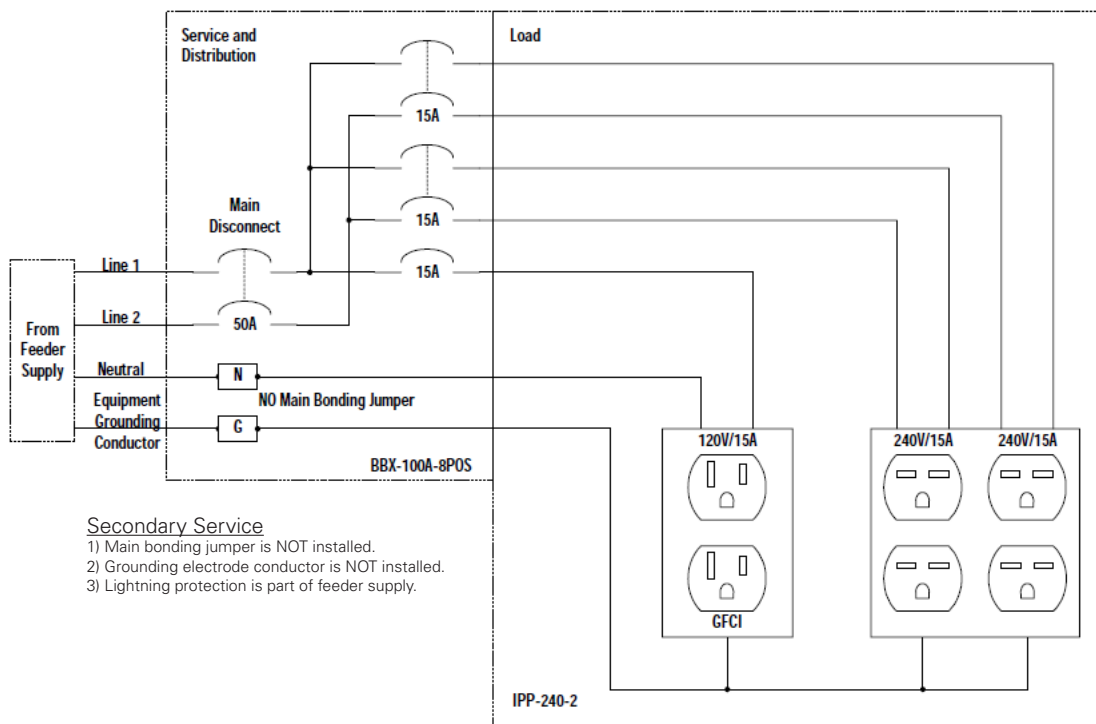 Service and
Distribution
Load
15A
15A
Main
Disconnect
Line 1
15A
Line 2
50A
From
Feeder
Supply
Neutral
N
Equipment
Grounding
Conductor
NO Main Bonding Jumper
G
BBX-100A-8POS
120V/15A
240V/15A
240V/15A
GFCI
Secondary Service
1) Main bonding jumper is NOT installed.
2) Grounding electrode conductor is NOT installed.
3) Lightning protection is part of feeder supply.
IPP-240-2